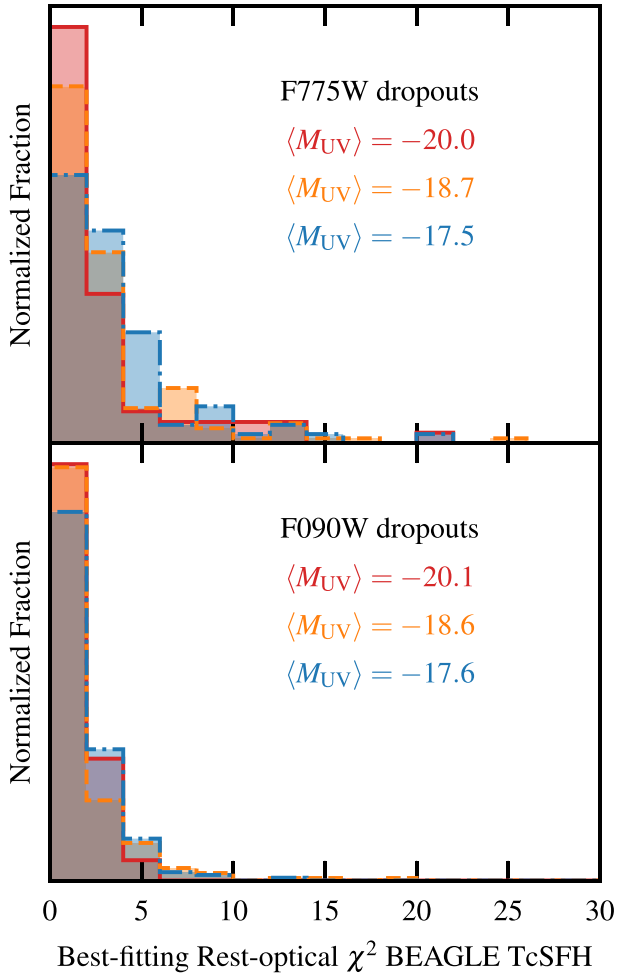 Normalized Fraction
F775W dropouts
⟨M_UV⟩ = −20.0
⟨M_UV⟩ = −18.7
⟨M_UV⟩ = −17.5
Normalized Fraction
F090W dropouts
⟨M_UV⟩ = −20.1
⟨M_UV⟩ = −18.6
⟨M_UV⟩ = −17.6
0 5 10 15 20 25 30
Best-fitting Rest-optical χ² BEAGLE TcSFH